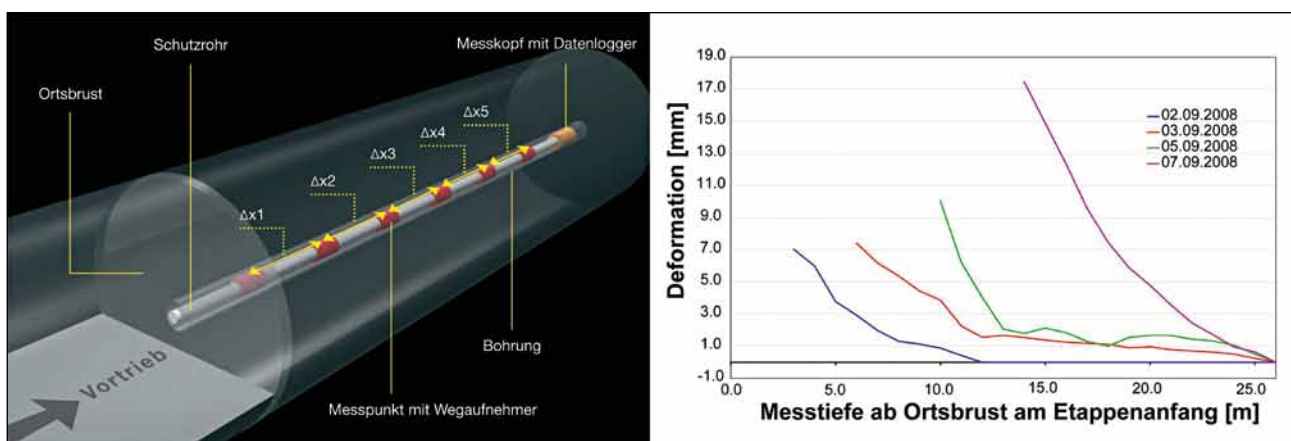 Schutzrohr
Messkopf mit Datenlogger
Ortsbrust
Δx5
Δx4
Δx3
Δx2
Δx1
Bohrung
Vortrieb
Messpunkt mit Wegaufnehmer
Deformation [mm]
19.0
17.0
15.0
13.0
11.0
9.0
7.0
5.0
3.0
1.0
-1.0
02.09.2008
03.09.2008
05.09.2008
07.09.2008
0.0 5.0 10.0 15.0 20.0 25.0
Messtiefe ab Ortsbrust am Etappenanfang [m]